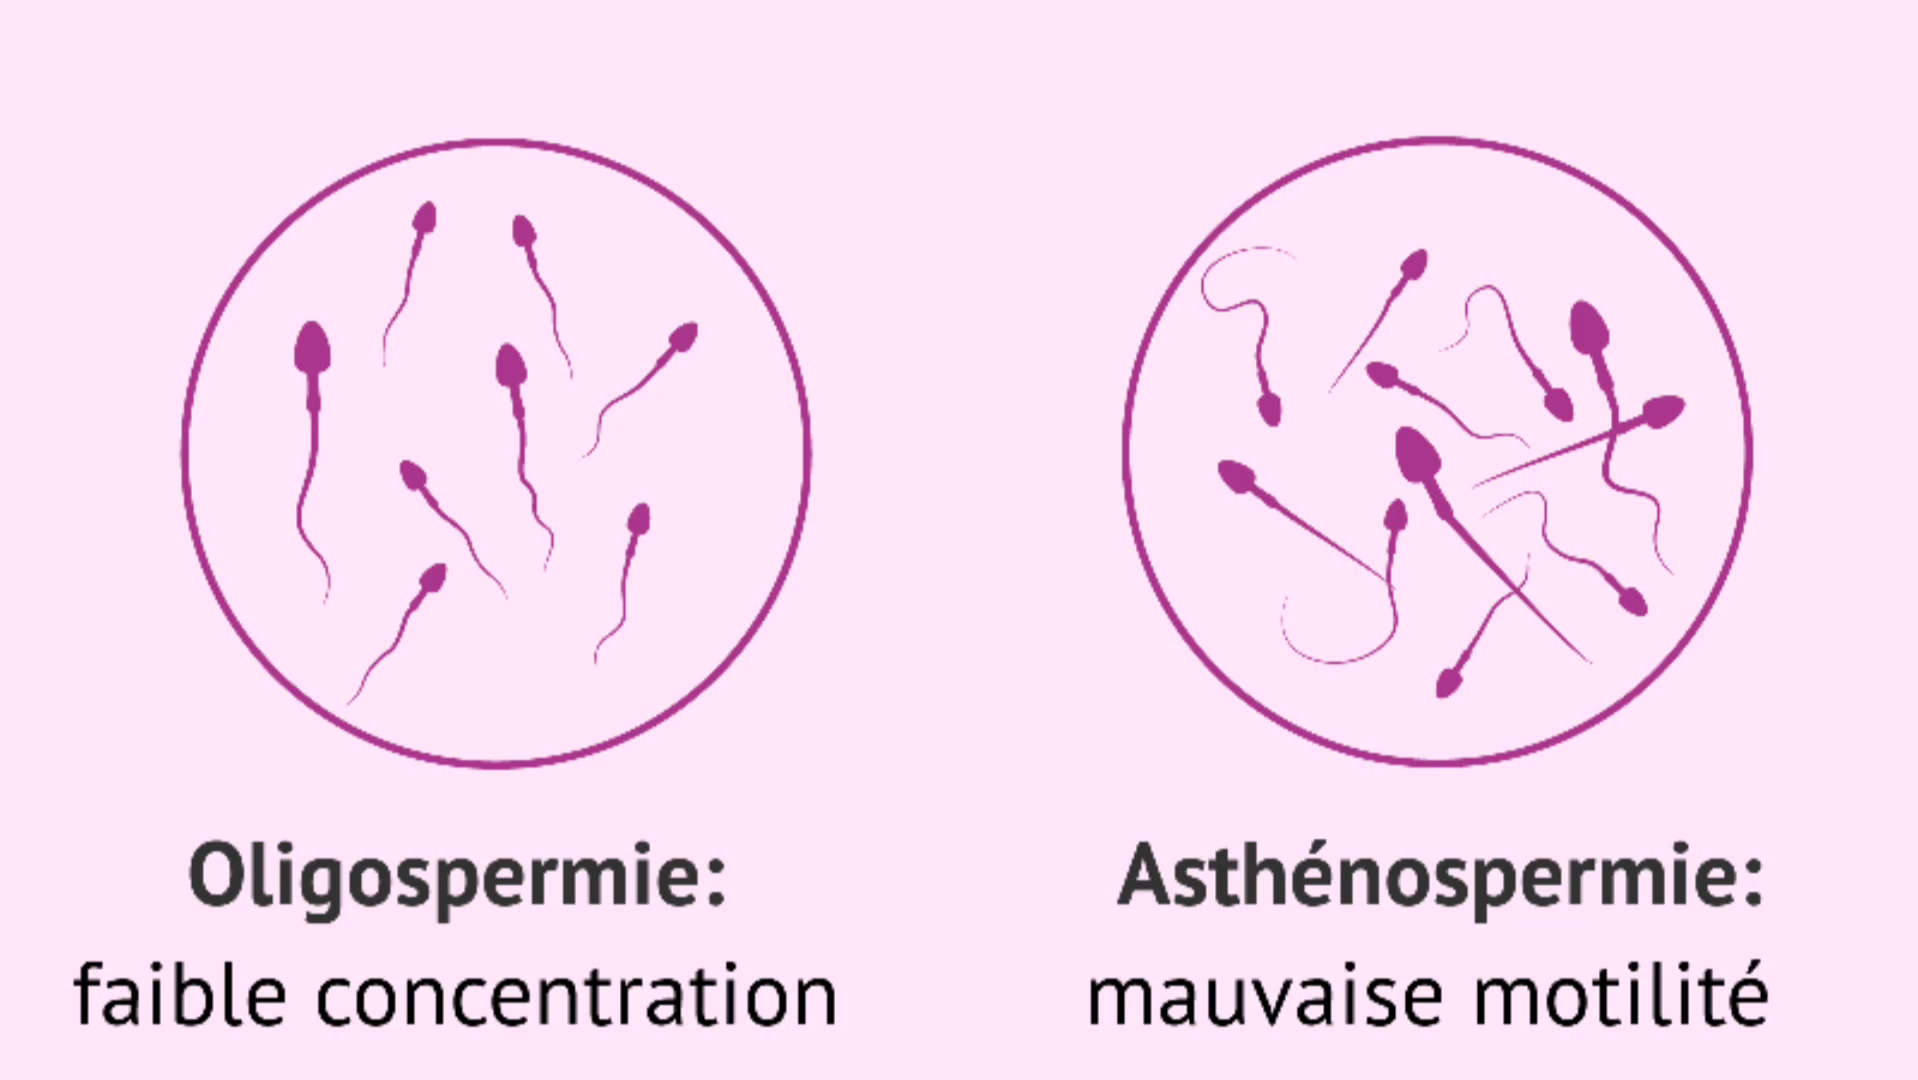 Oligospermie:
faible concentration
Asthénospermie:
mauvaise motilité